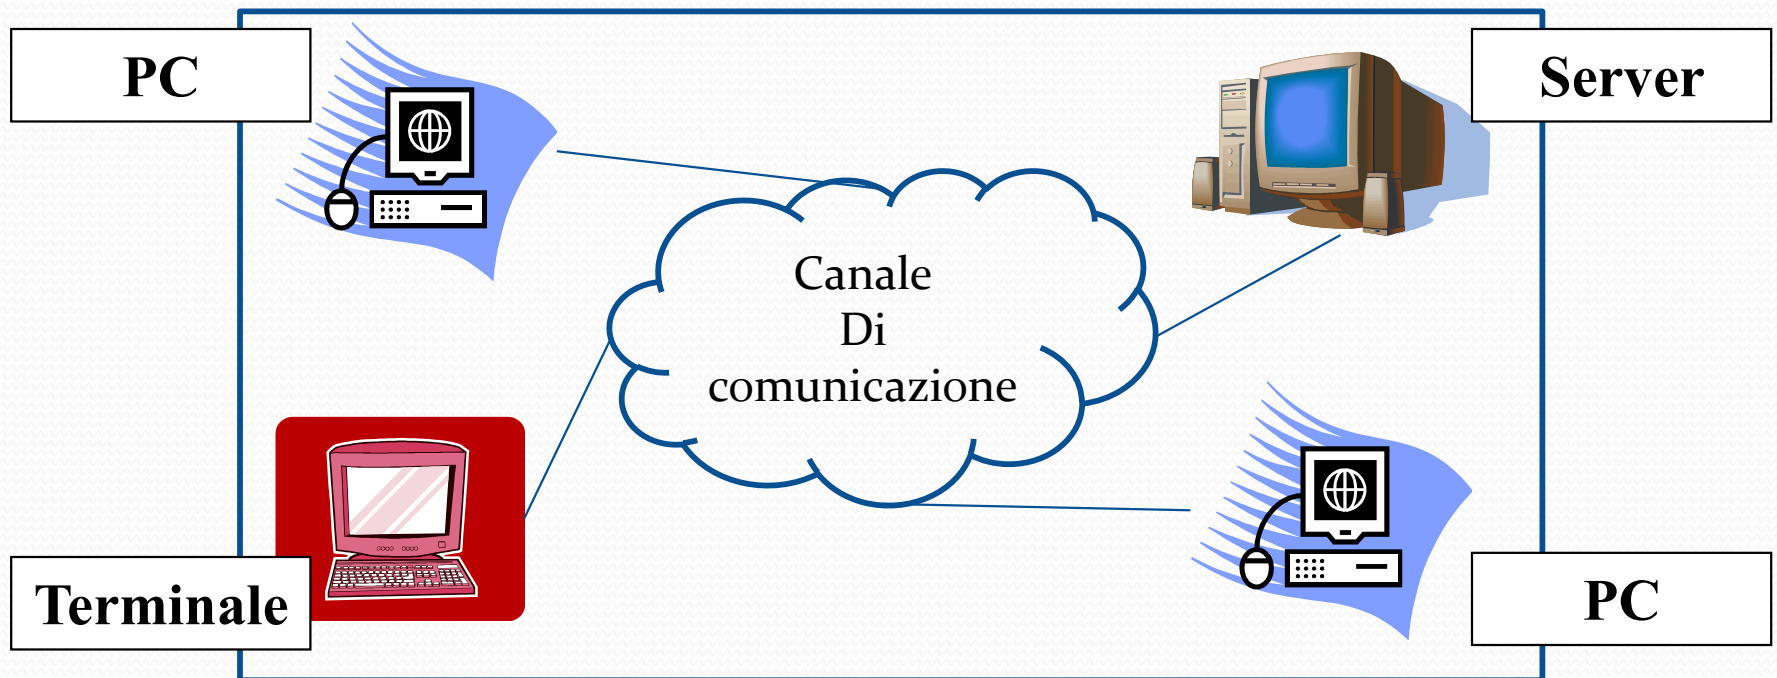 PC
Server
Canale
Di
comunicazione
Terminale
PC